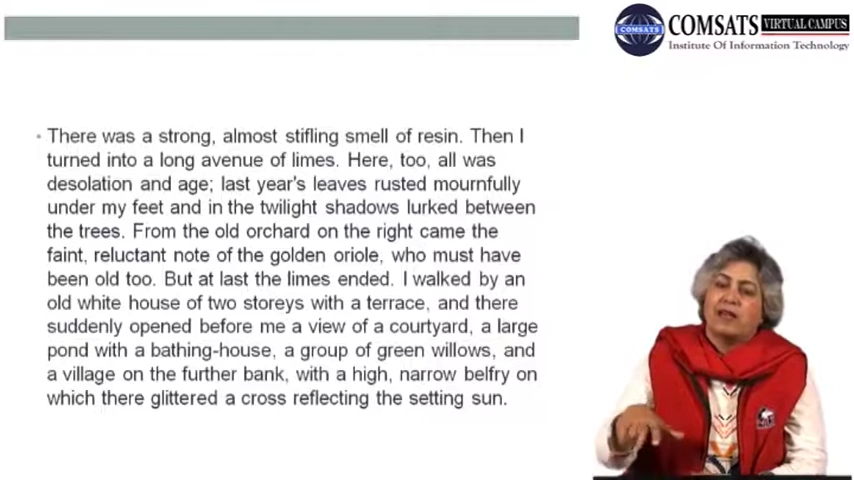 COMSATS VIRTUAL CAMPUS
COMSATS
Institute Of Information Technology
There was a strong, almost stifling smell of resin. Then I
turned into a long avenue of limes. Here, too, all was
desolation and age; last year's leaves rusted mournfully
under my feet and in the twilight shadows lurked between
the trees. From the old orchard on the right came the
faint, reluctant note of the golden oriole, who must have
been old too. But at last the limes ended. I walked by an
old white house of two storeys with a terrace, and there
suddenly opened before me a view of a courtyard, a large
pond with a bathing-house, a group of green willows, and
a village on the further bank, with a high, narrow belfry on
which there glittered a cross reflecting the setting sun.